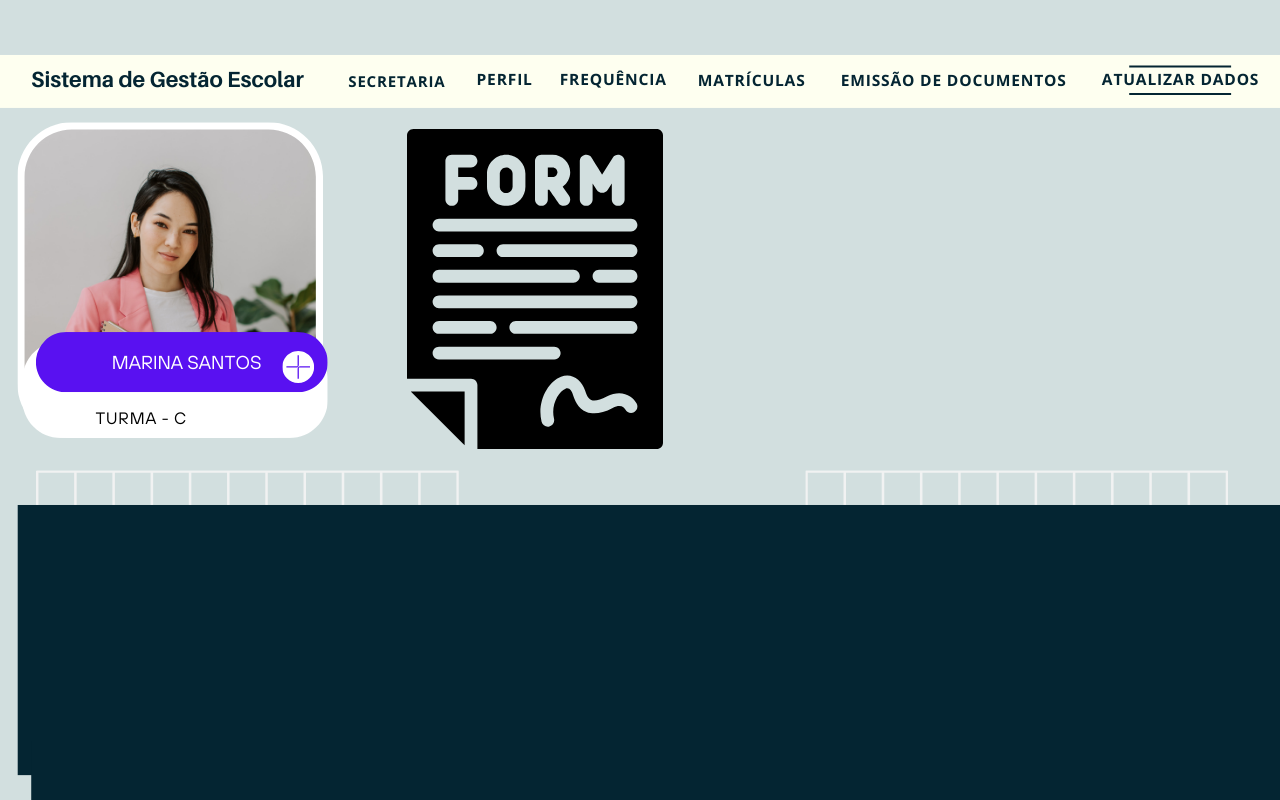 Sistema de Gestão Escolar
SECRETARIA
PERFIL
FREQUÊNCIA
MATRÍCULAS
EMISSÃO DE DOCUMENTOS
ATUALIZAR DADOS
FORM
MARINA SANTOS
TURMA - C